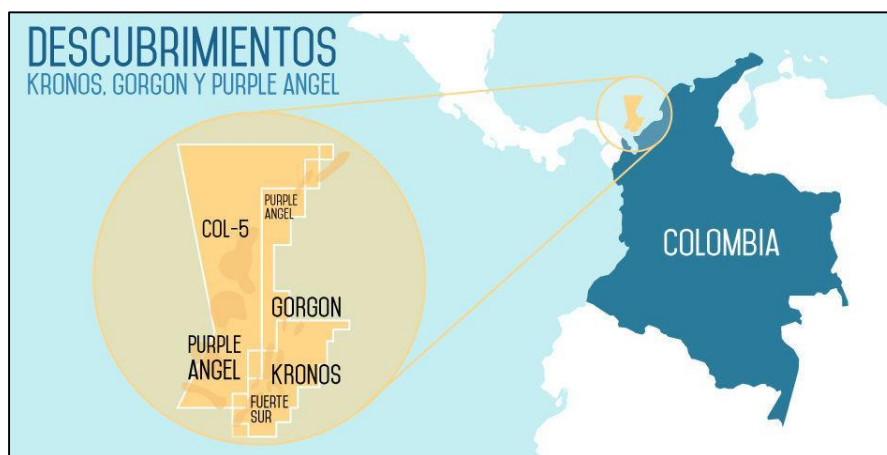 DESCUBRIMIENTOS
KRONOS, GORGON Y PURPLE ANGEL
COL-5
PURPLE
ANGEL
GORGON
PURPLE
ANGEL
KRONOS
FUERTE
SUR
COLOMBIA